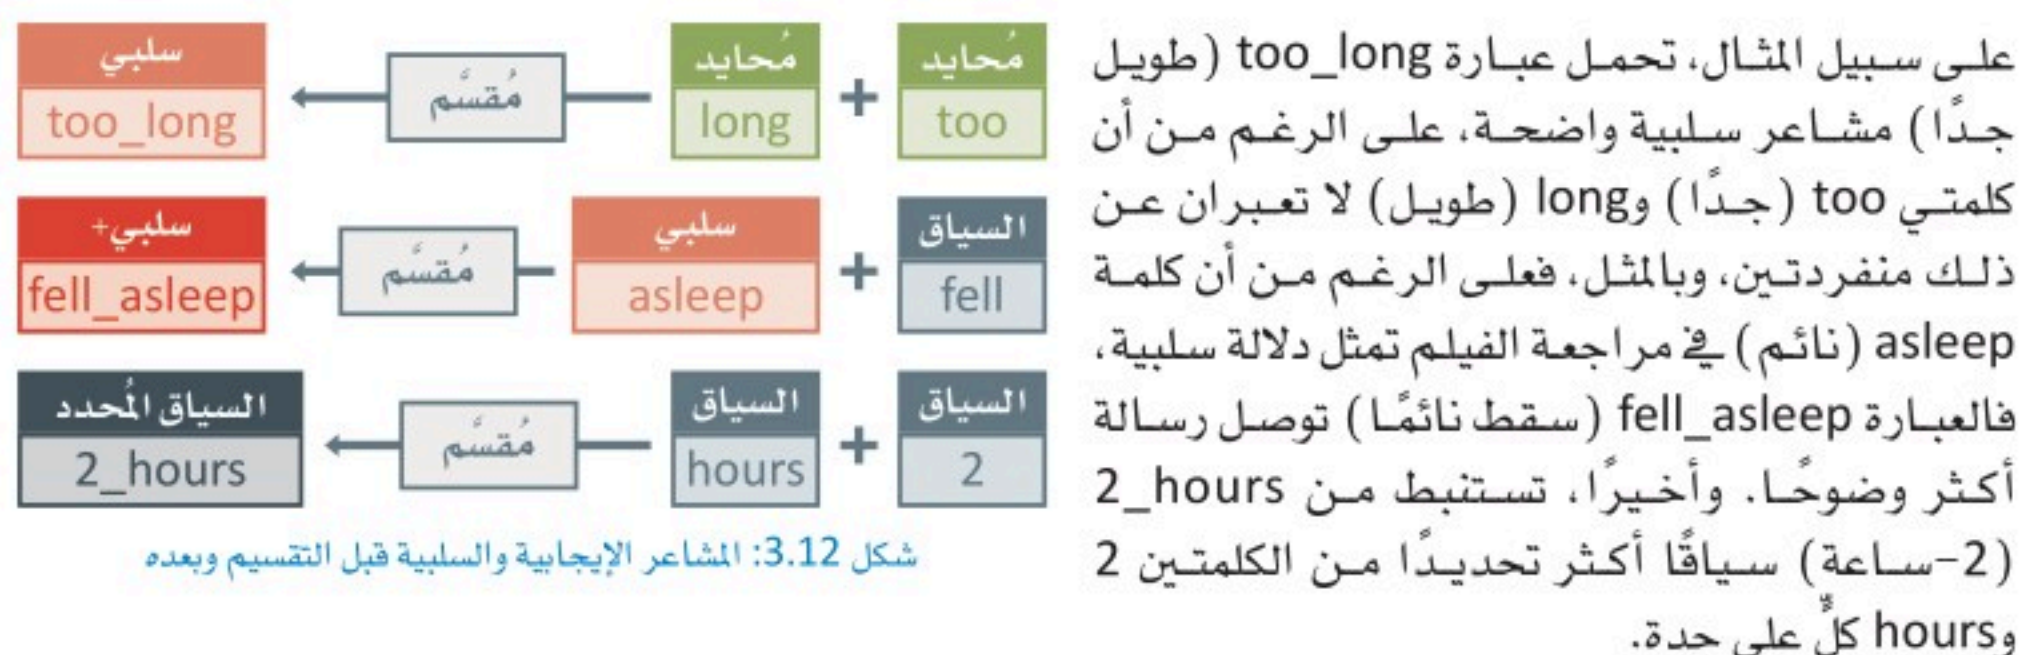 على سبيل المثال، تحمل عبارة too_long (طويل
جدًا) مشاعر سلبية واضحة، على الرغم من أن
كلمتي too (جدًا) وlong (طويل) لا تعبران عن
ذلك منفردتين، وبالمثل، فعلى الرغم من أن كلمة
asleep (نائم) في مراجعة الفيلم تمثل دلالة سلبية،
فالعبارة fell_asleep (سقط نائمًا) توصل رسالة
أكثر وضوحًا. وأخيرًا، تستنبط من 2_hours
(2-ساعة) سياقًا أكثر تحديدًا من الكلمتين 2
وhours كلٌّ على حدة.
مُحايد + مُحايد مُقسَّم سلبي
too long too_long
السياق + سلبي مُقسَّم سلبي+
fell asleep fell_asleep
السياق + السياق مُقسَّم السياق المُحدد
2 hours 2_hours
شكل 3.12: المشاعر الإيجابية والسلبية قبل التقسيم وبعده